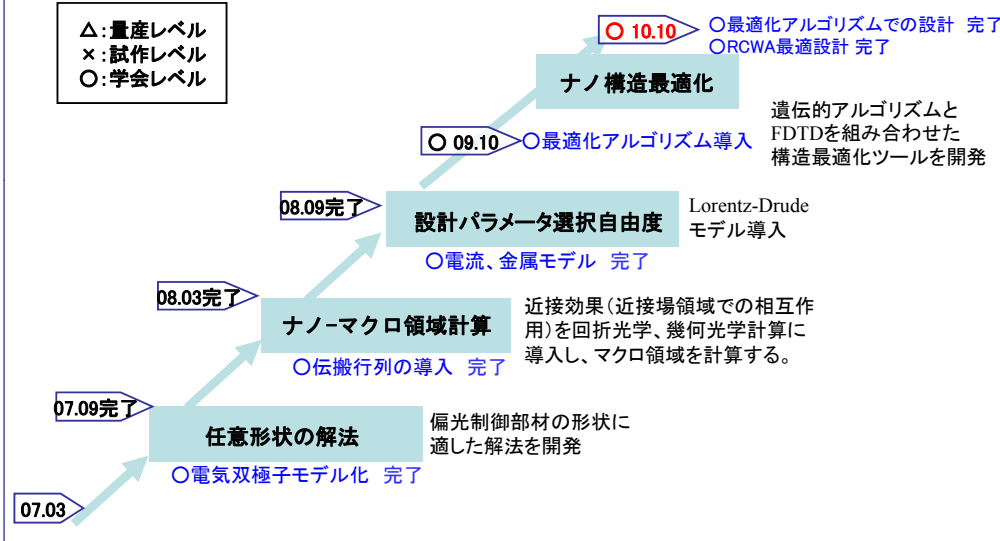 △:量産レベル
×:試作レベル
○:学会レベル
○ 10.10
○最適化アルゴリズムでの設計 完了
○RCWA最適設計 完了
ナノ構造最適化
遺伝的アルゴリズムと
FDTDを組み合わせた
構造最適化ツールを開発
○ 09.10
○最適化アルゴリズム導入
08.09完了
設計パラメータ選択自由度
Lorentz-Drude
モデル導入
○電流、金属モデル 完了
08.03完了
ナノ-マクロ領域計算
近接効果(近接場領域での相互作
用)を回折光学、幾何光学計算に
導入し、マクロ領域を計算する。
○伝搬行列の導入 完了
07.09完了
任意形状の解法
偏光制御部材の形状に
適した解法を開発
○電気双極子モデル化 完了
07.03